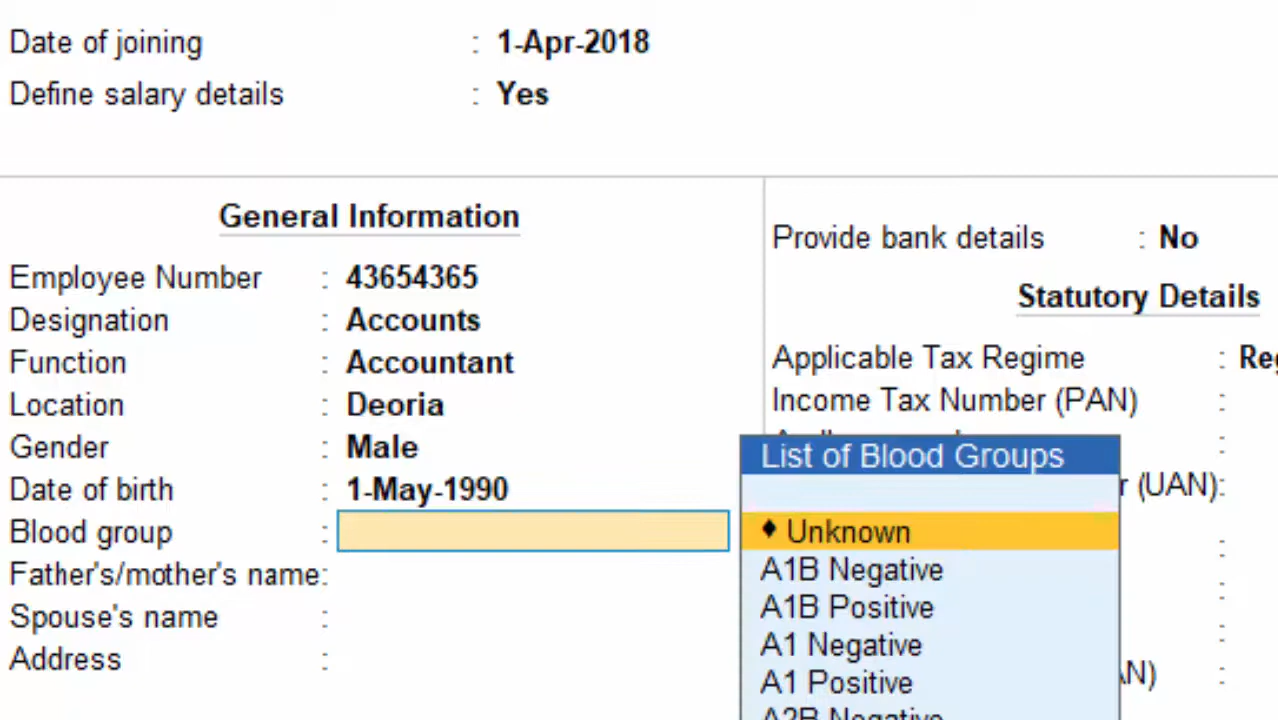 Date of joining : 1-Apr-2018
Define salary details : Yes
General Information
Employee Number : 43654365
Designation : Accounts
Function : Accountant
Location : Deoria
Gender : Male
Date of birth : 1-May-1990
Blood group :
Father's/mother's name:
Spouse's name :
Address :
Provide bank details : No
Statutory Details
Applicable Tax Regime :
Income Tax Number (PAN) :
:
(UAN):
:
:
:
:
List of Blood Groups
♦ Unknown
A1B Negative
A1B Positive
A1 Negative
A1 Positive
A2B Negative